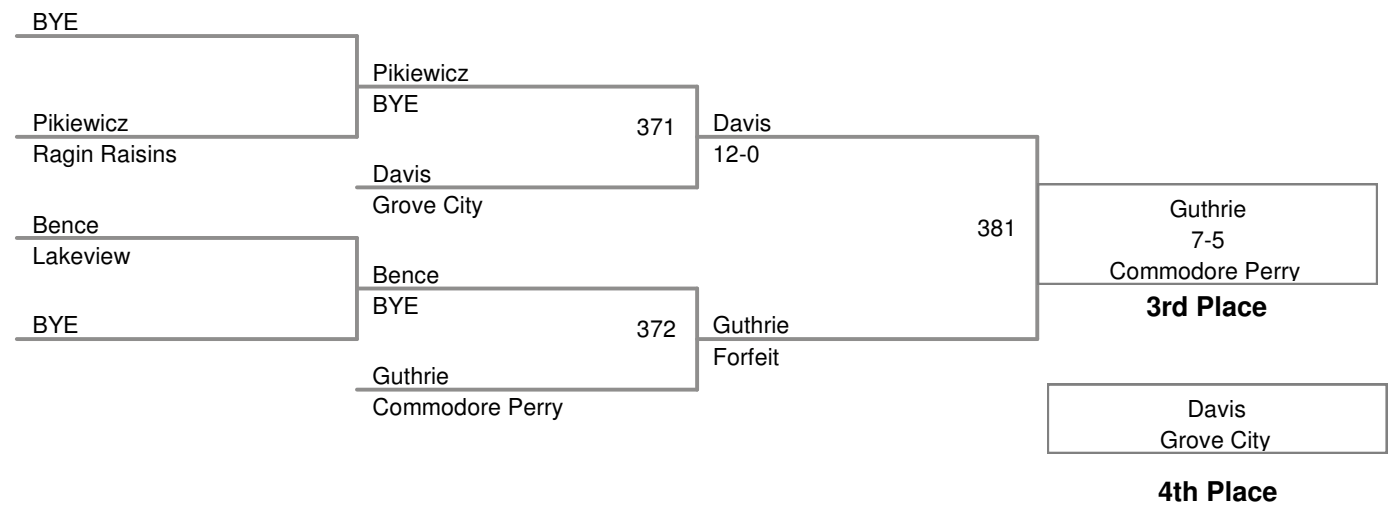 BYE
Pikiewicz
BYE
Pikiewicz
Ragin Raisins
371
Davis
12-0
Davis
Grove City
Bence
Lakeview
381
Guthrie
7-5
Commodore Perry
3rd Place
Bence
BYE
BYE
372
Guthrie
Forfeit
Guthrie
Commodore Perry
Davis
Grove City
4th Place